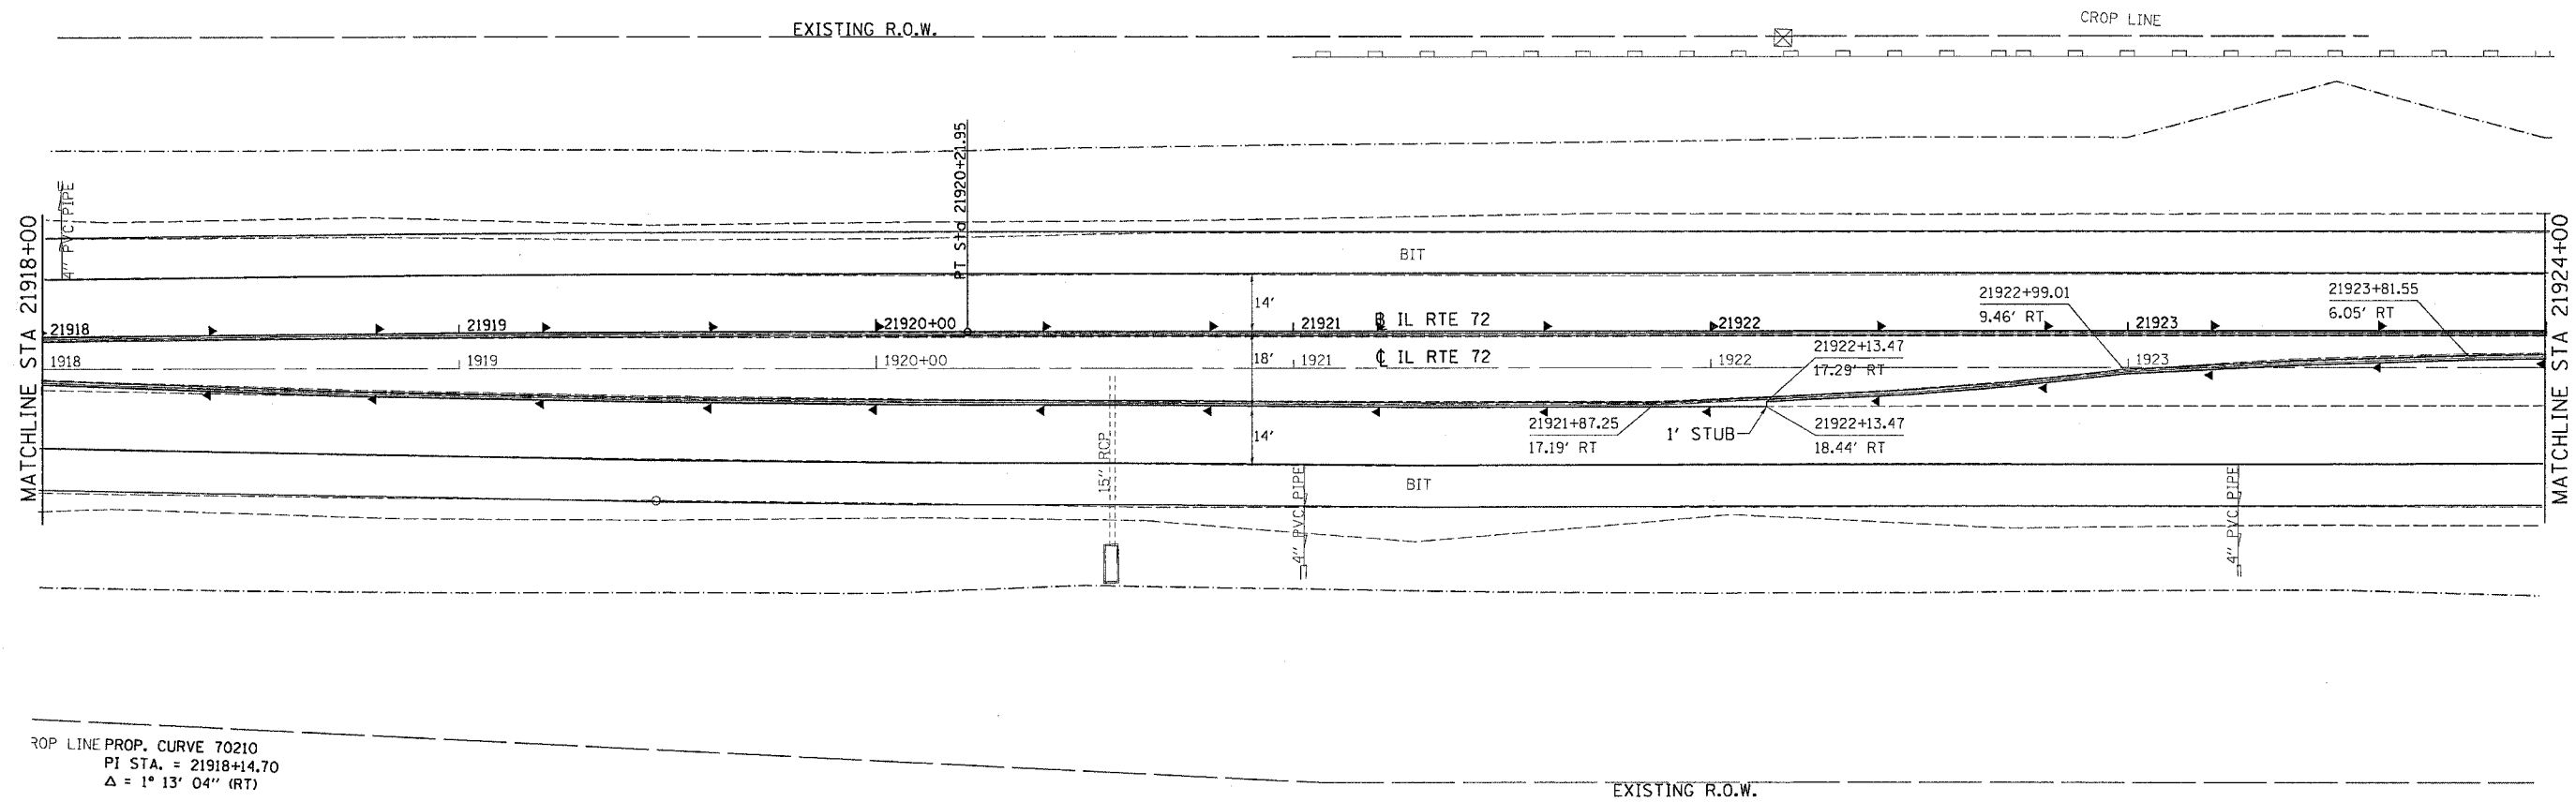 CROP LINE
EXISTING R.O.W.
PT Sta 21920+21.95
4" PVC PIPE
MATCHLINE STA 21918+00
MATCHLINE STA 21924+00
BIT
14'
21922+99.01
9.46' RT
21923+81.55
6.05' RT
21918
21919
21920+00
21921
IL RTE 72
21922
21923
18'
21922+13.47
17.29' RT
1918
1919
1920+00
1921
IL RTE 72
1922
1923
14'
21921+87.25
17.19' RT
1' STUB
21922+13.47
18.44' RT
15" RCP
BIT
4" PVC PIPE
4" PVC PIPE
ROP LINE PROP. CURVE 70210
PI STA. = 21918+14.70
Δ = 1° 13' 04" (RT)
EXISTING R.O.W.